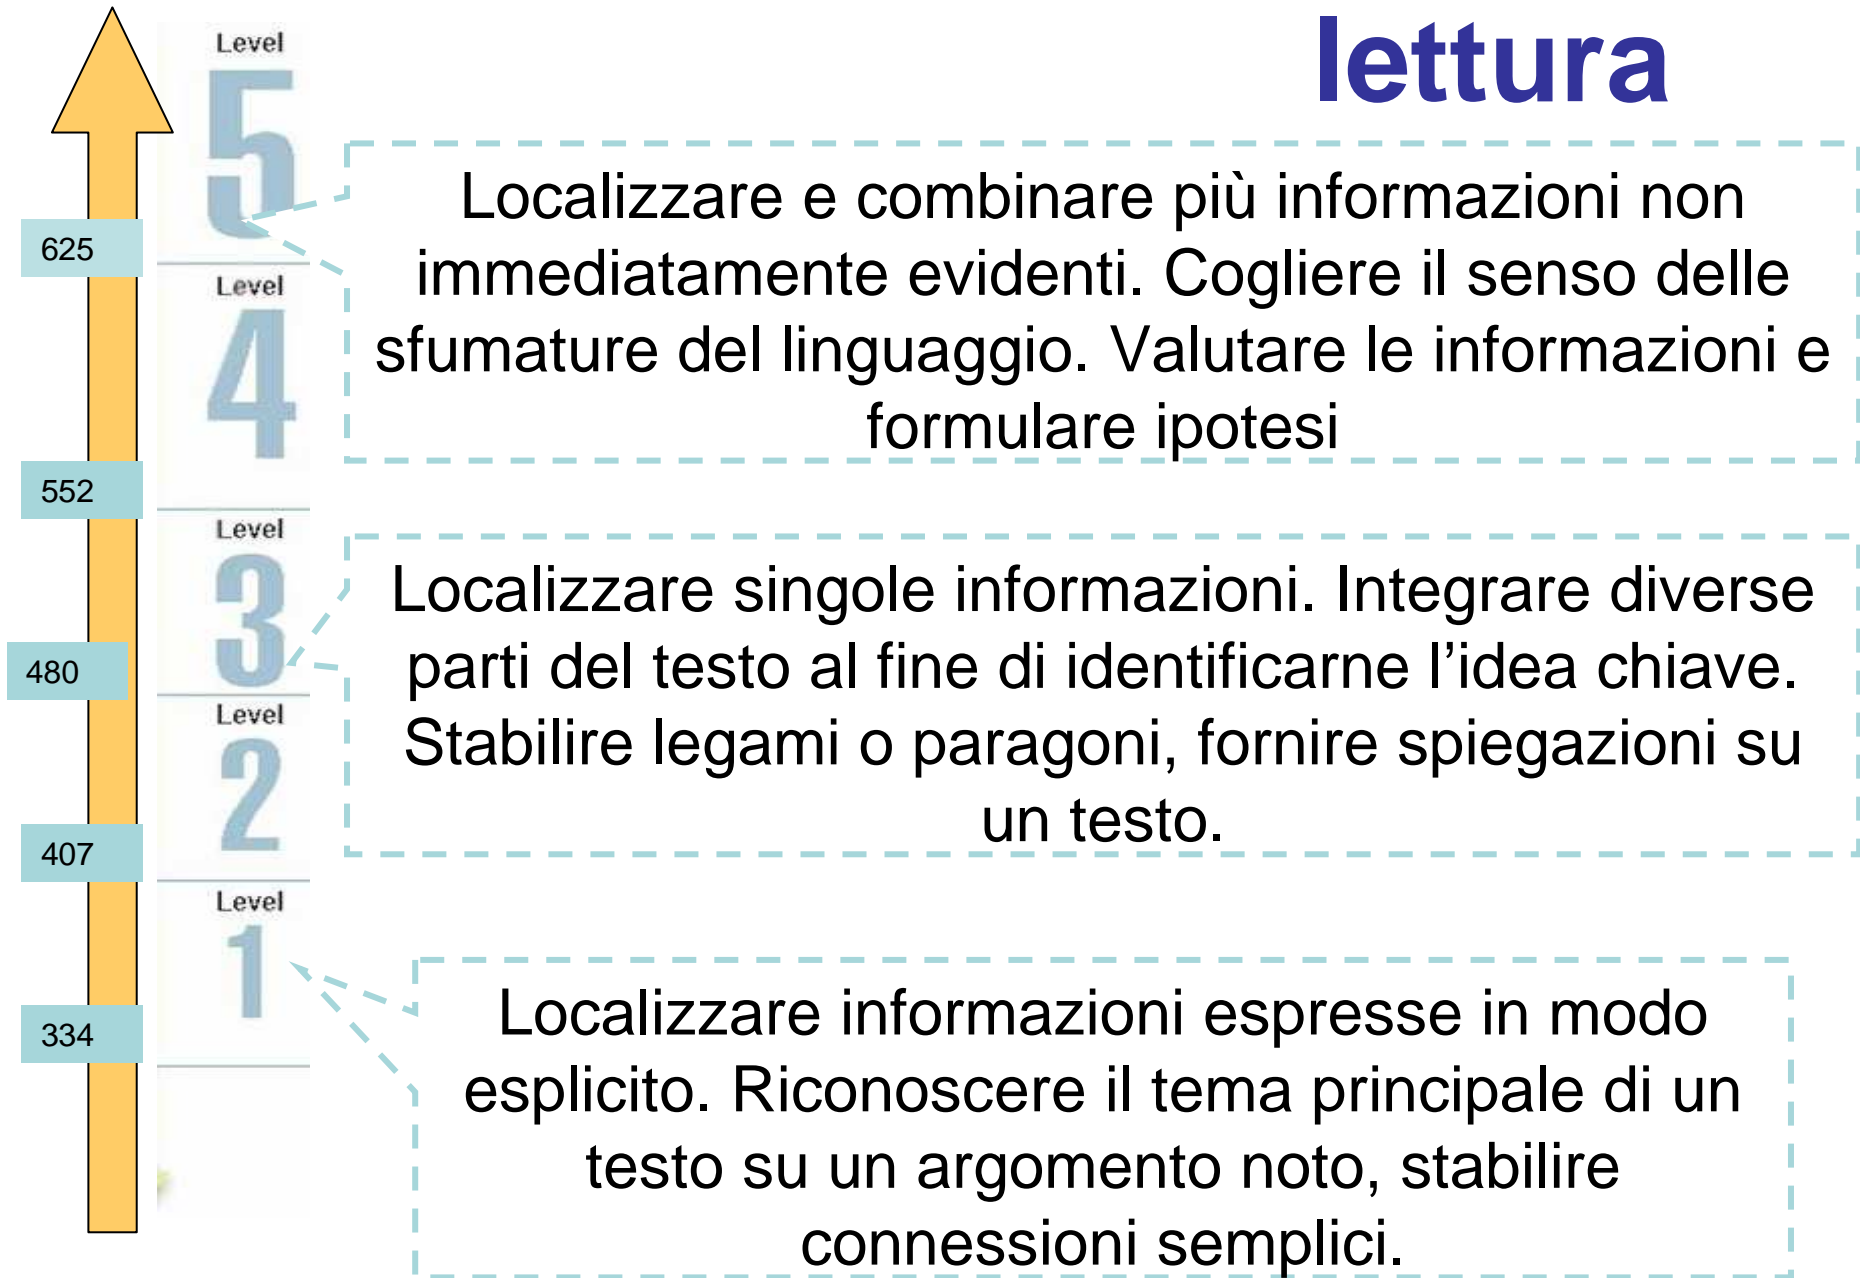 lettura
Level
5
625
Localizzare e combinare più informazioni non
immediatamente evidenti. Cogliere il senso delle
sfumature del linguaggio. Valutare le informazioni e
formulare ipotesi
Level
4
552
Level
3
480
Localizzare singole informazioni. Integrare diverse
parti del testo al fine di identificarne l’idea chiave.
Stabilire legami o paragoni, fornire spiegazioni su
un testo.
Level
2
407
Level
1
334
Localizzare informazioni espresse in modo
esplicito. Riconoscere il tema principale di un
testo su un argomento noto, stabilire
connessioni semplici.